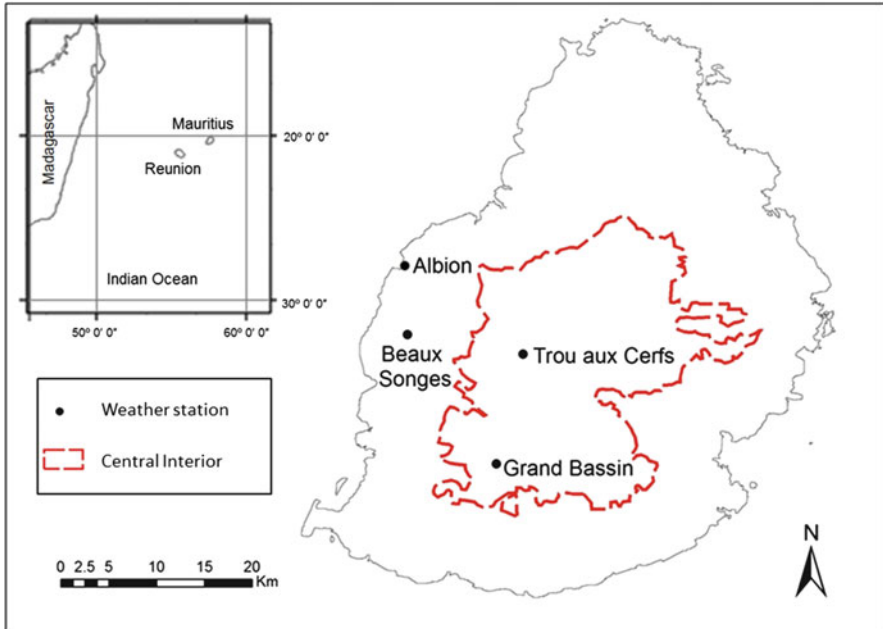 Madagascar
Mauritius
Reunion
Indian Ocean
20° 0' 0"
30° 0' 0"
50° 0' 0"
60° 0' 0"
Albion
Beaux
Songes
Trou aux Cerfs
Grand Bassin
Weather station
Central Interior
0 2.5 5 10 15 20
Km
N